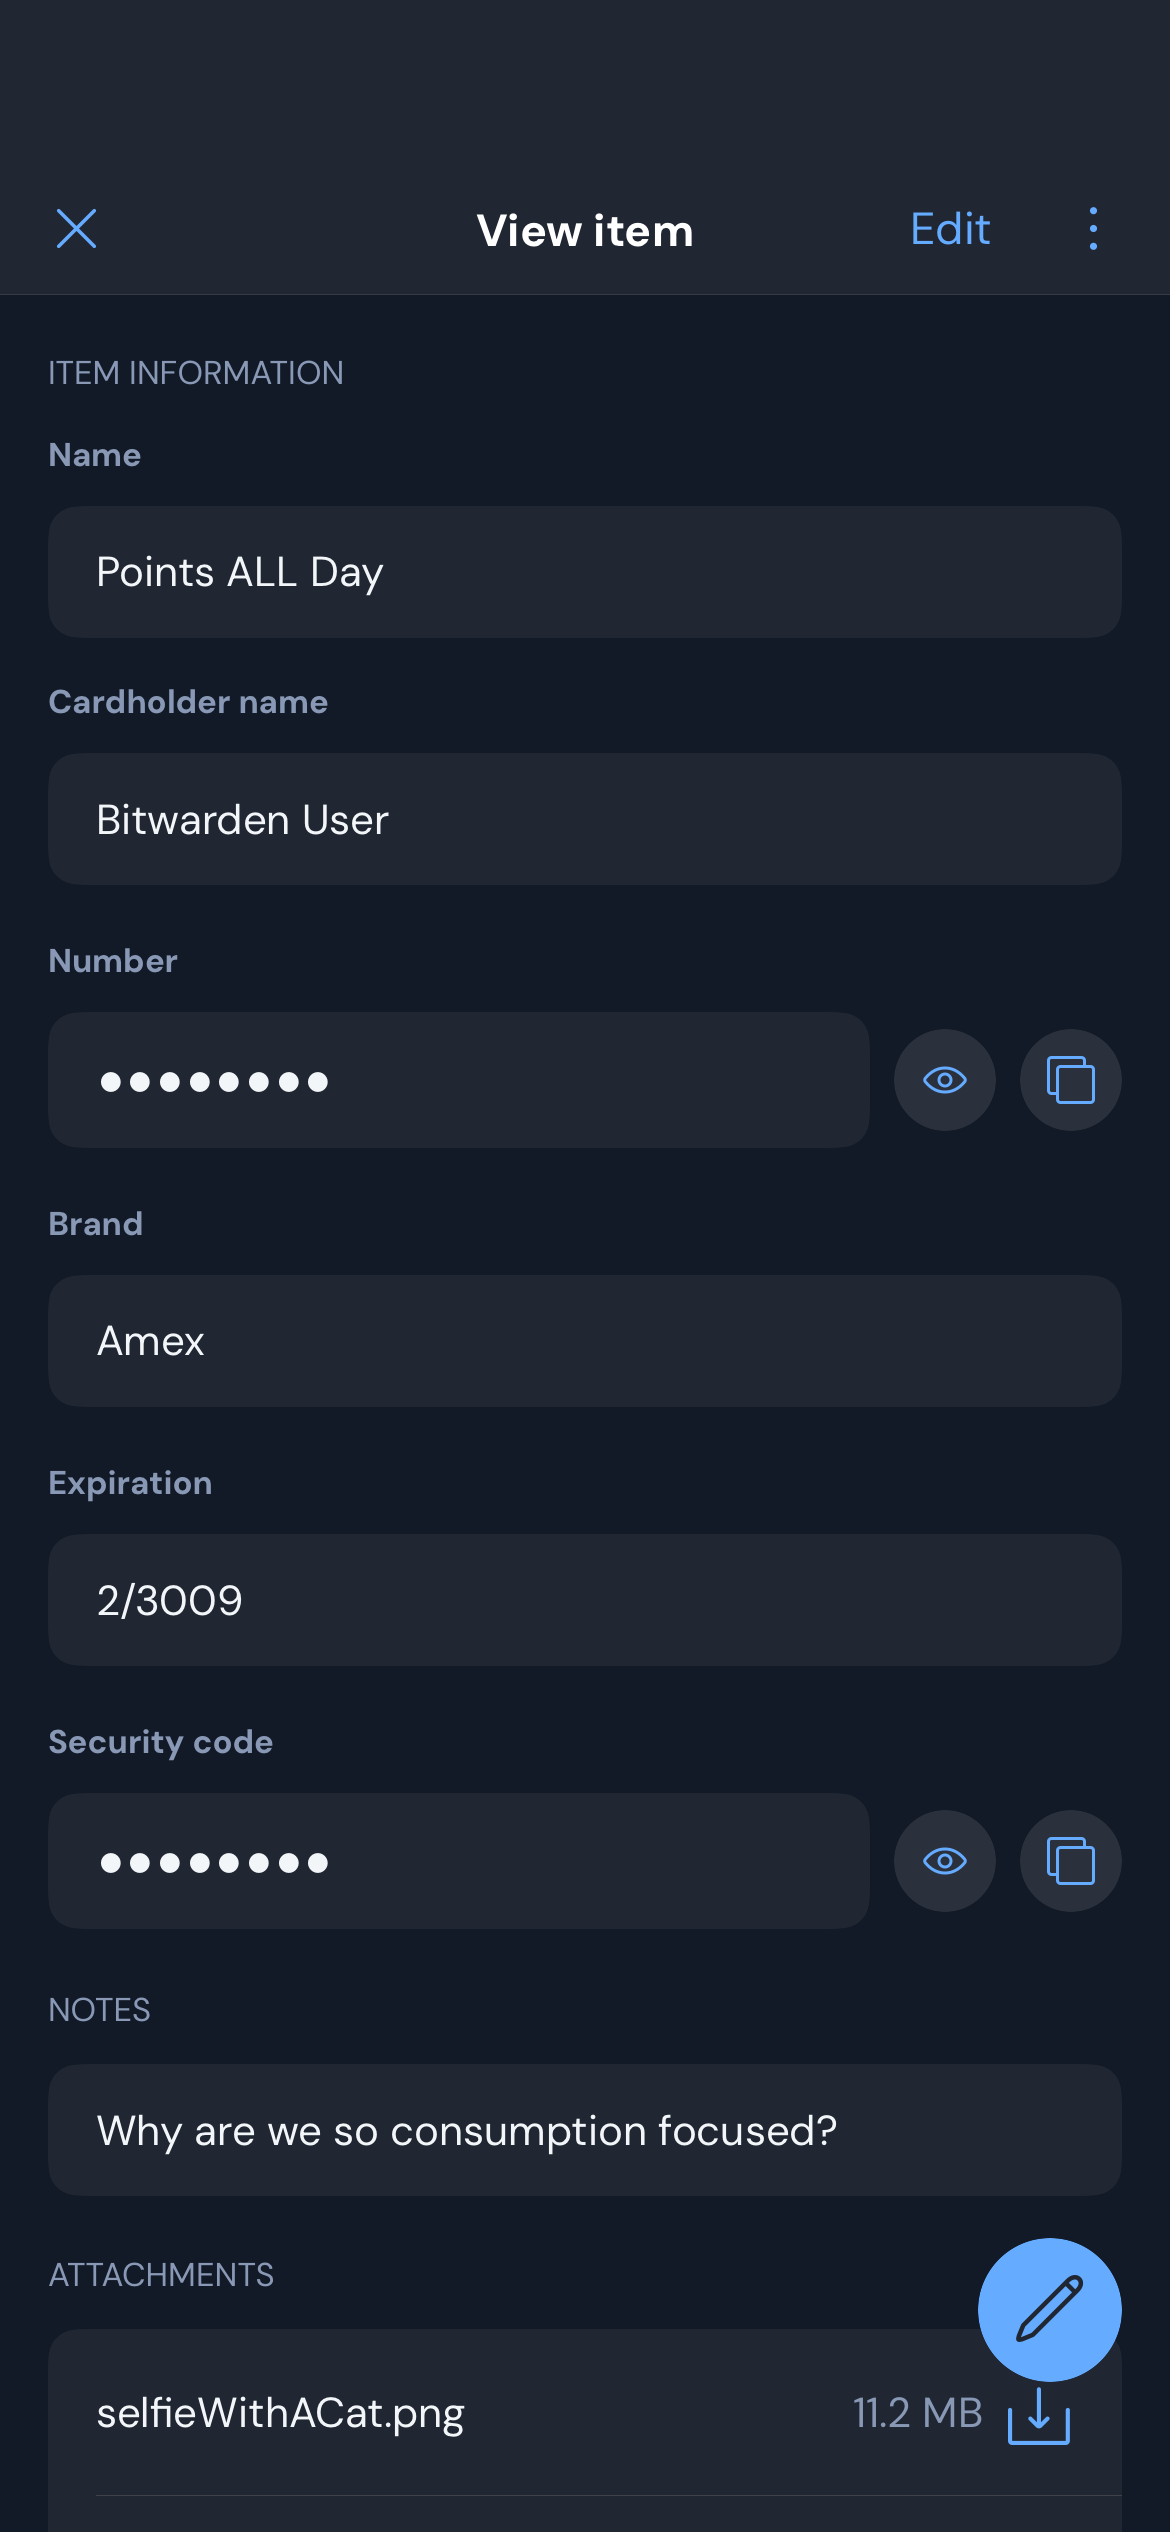 View item
Edit
ITEM INFORMATION
Name
Points ALL Day
Cardholder name
Bitwarden User
Number
••••••••
Brand
Amex
Expiration
2/3009
Security code
••••••••
NOTES
Why are we so consumption focused?
ATTACHMENTS
selfieWithACat.png 11.2 MB